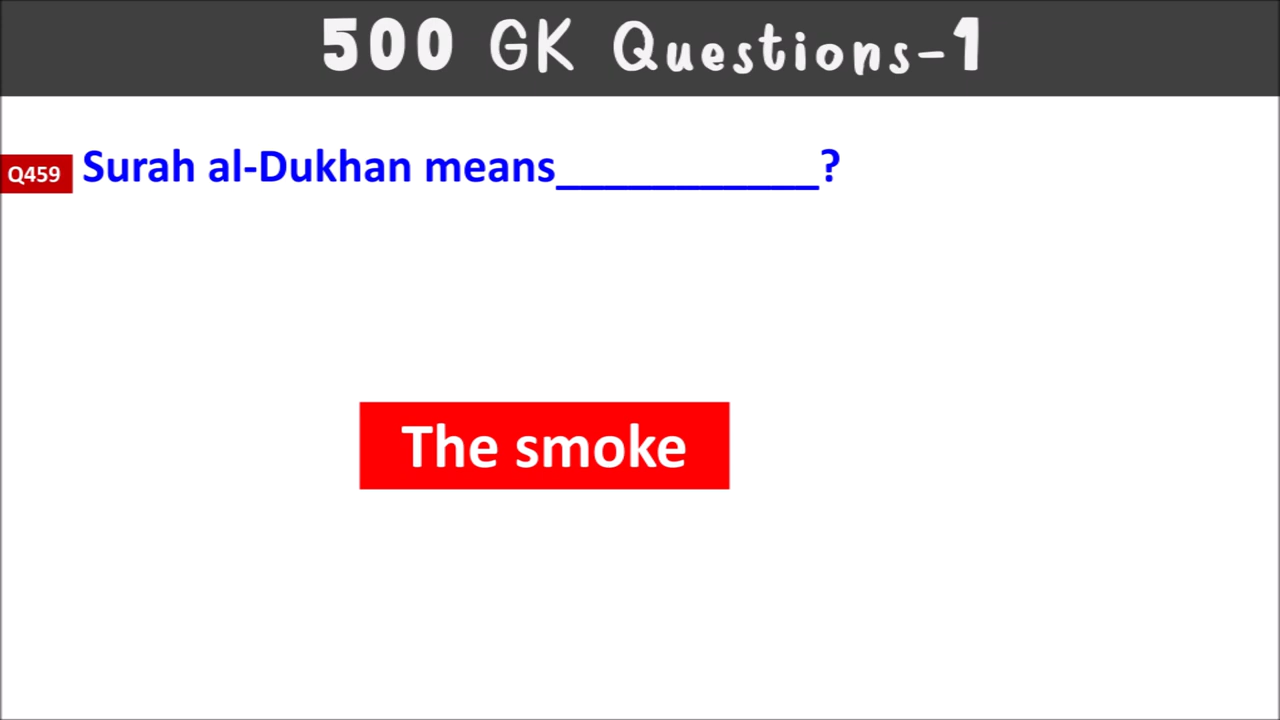 500 GK Questions-1
Q459 Surah al-Dukhan means___________?
The smoke